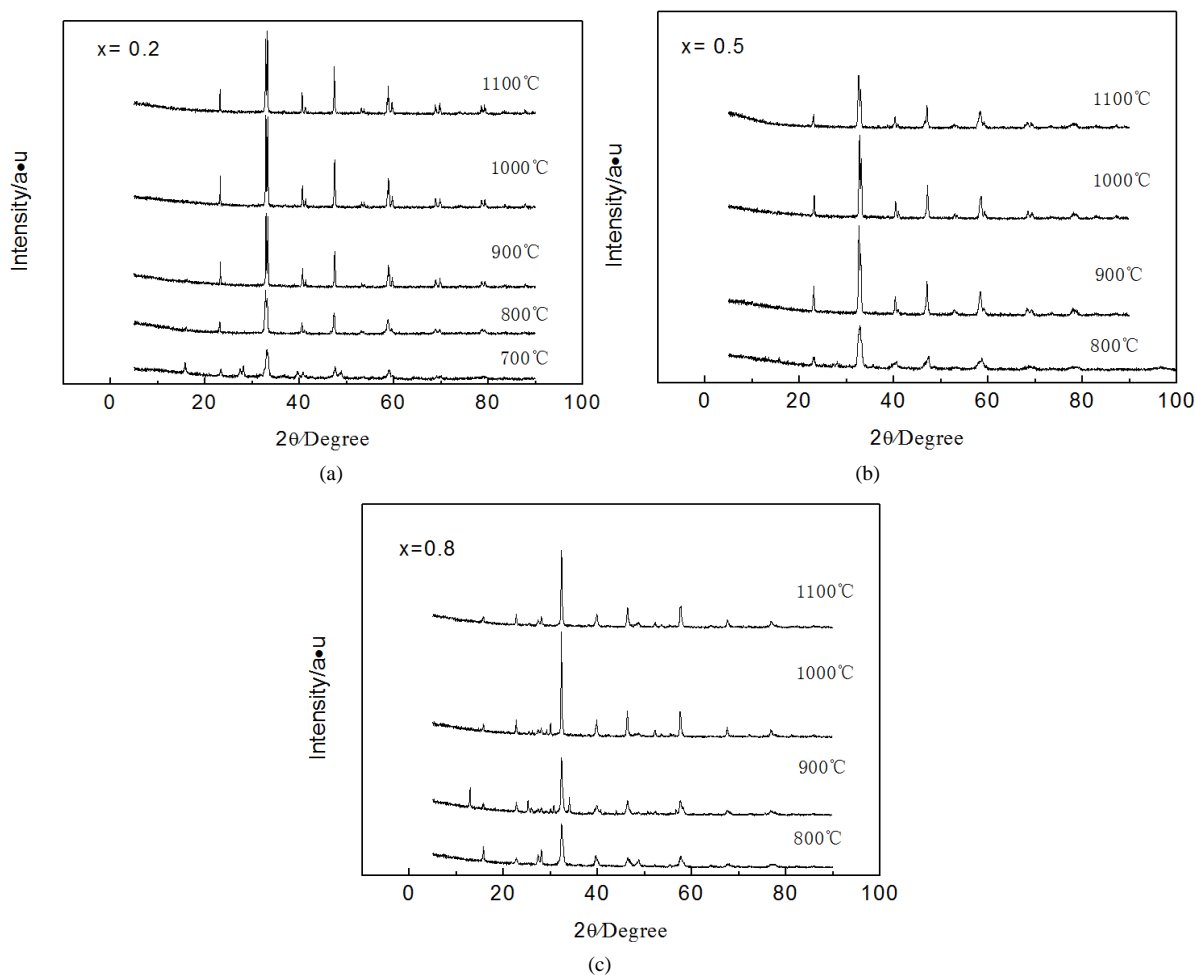 x= 0.2
1100℃
1000℃
900℃
800℃
700℃
Intensity/a•u
0 20 40 60 80 100
2θ/Degree
(a)
x= 0.5
1100℃
1000℃
900℃
800℃
Intensity/a•u
0 20 40 60 80 100
2θ/Degree
(b)
x=0.8
1100℃
1000℃
900℃
800℃
Intensity/a•u
0 20 40 60 80 100
2θ/Degree
(c)